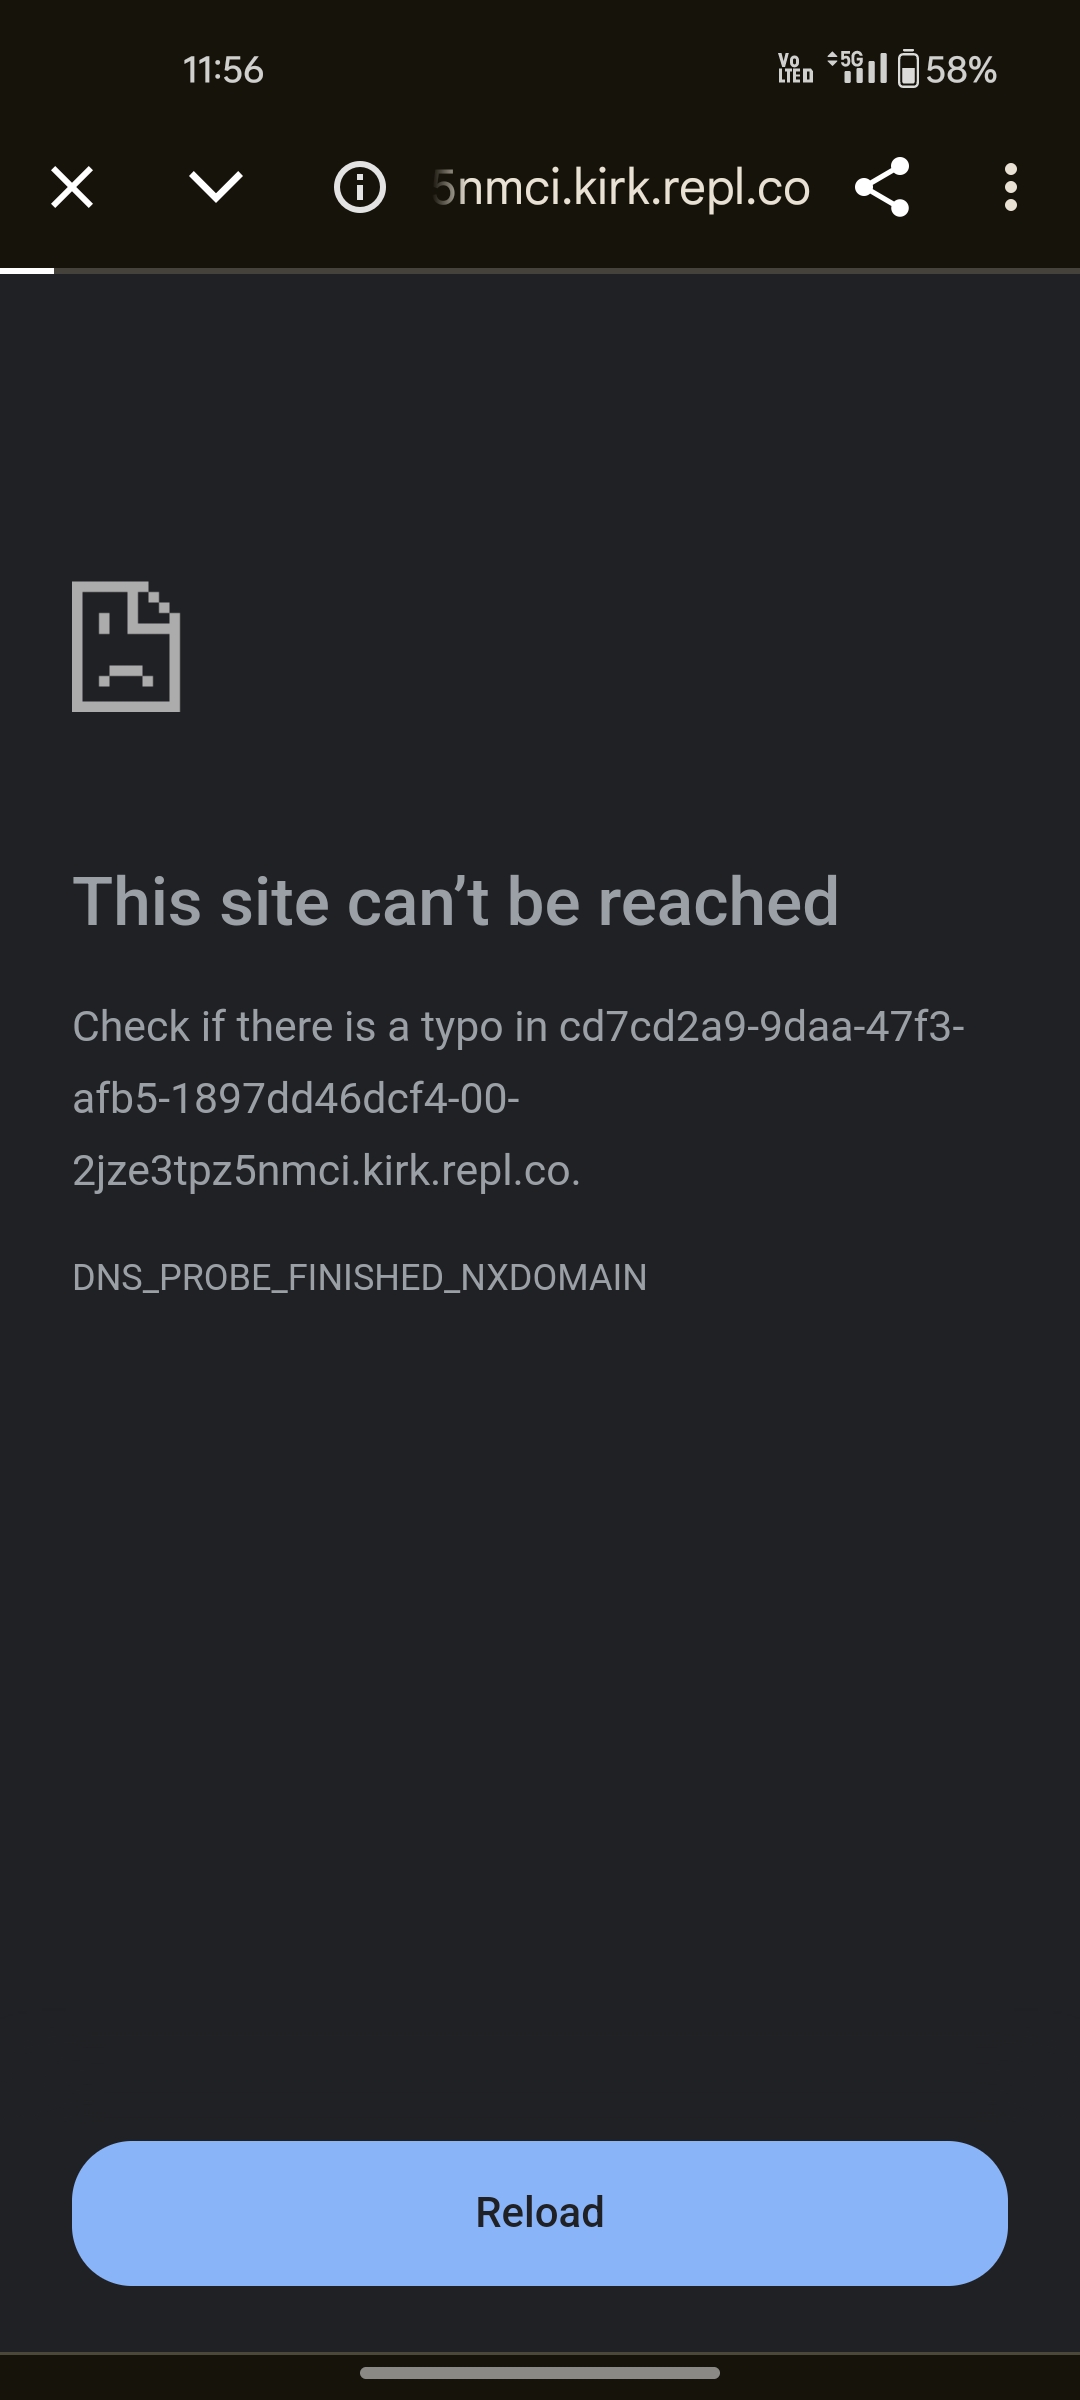 11:56
Vo LTE D 5G 58%
5nmci.kirk.repl.co
This site can’t be reached
Check if there is a typo in cd7cd2a9-9daa-47f3-
afb5-1897dd46dcf4-00-
2jze3tpz5nmci.kirk.repl.co.
DNS_PROBE_FINISHED_NXDOMAIN
Reload